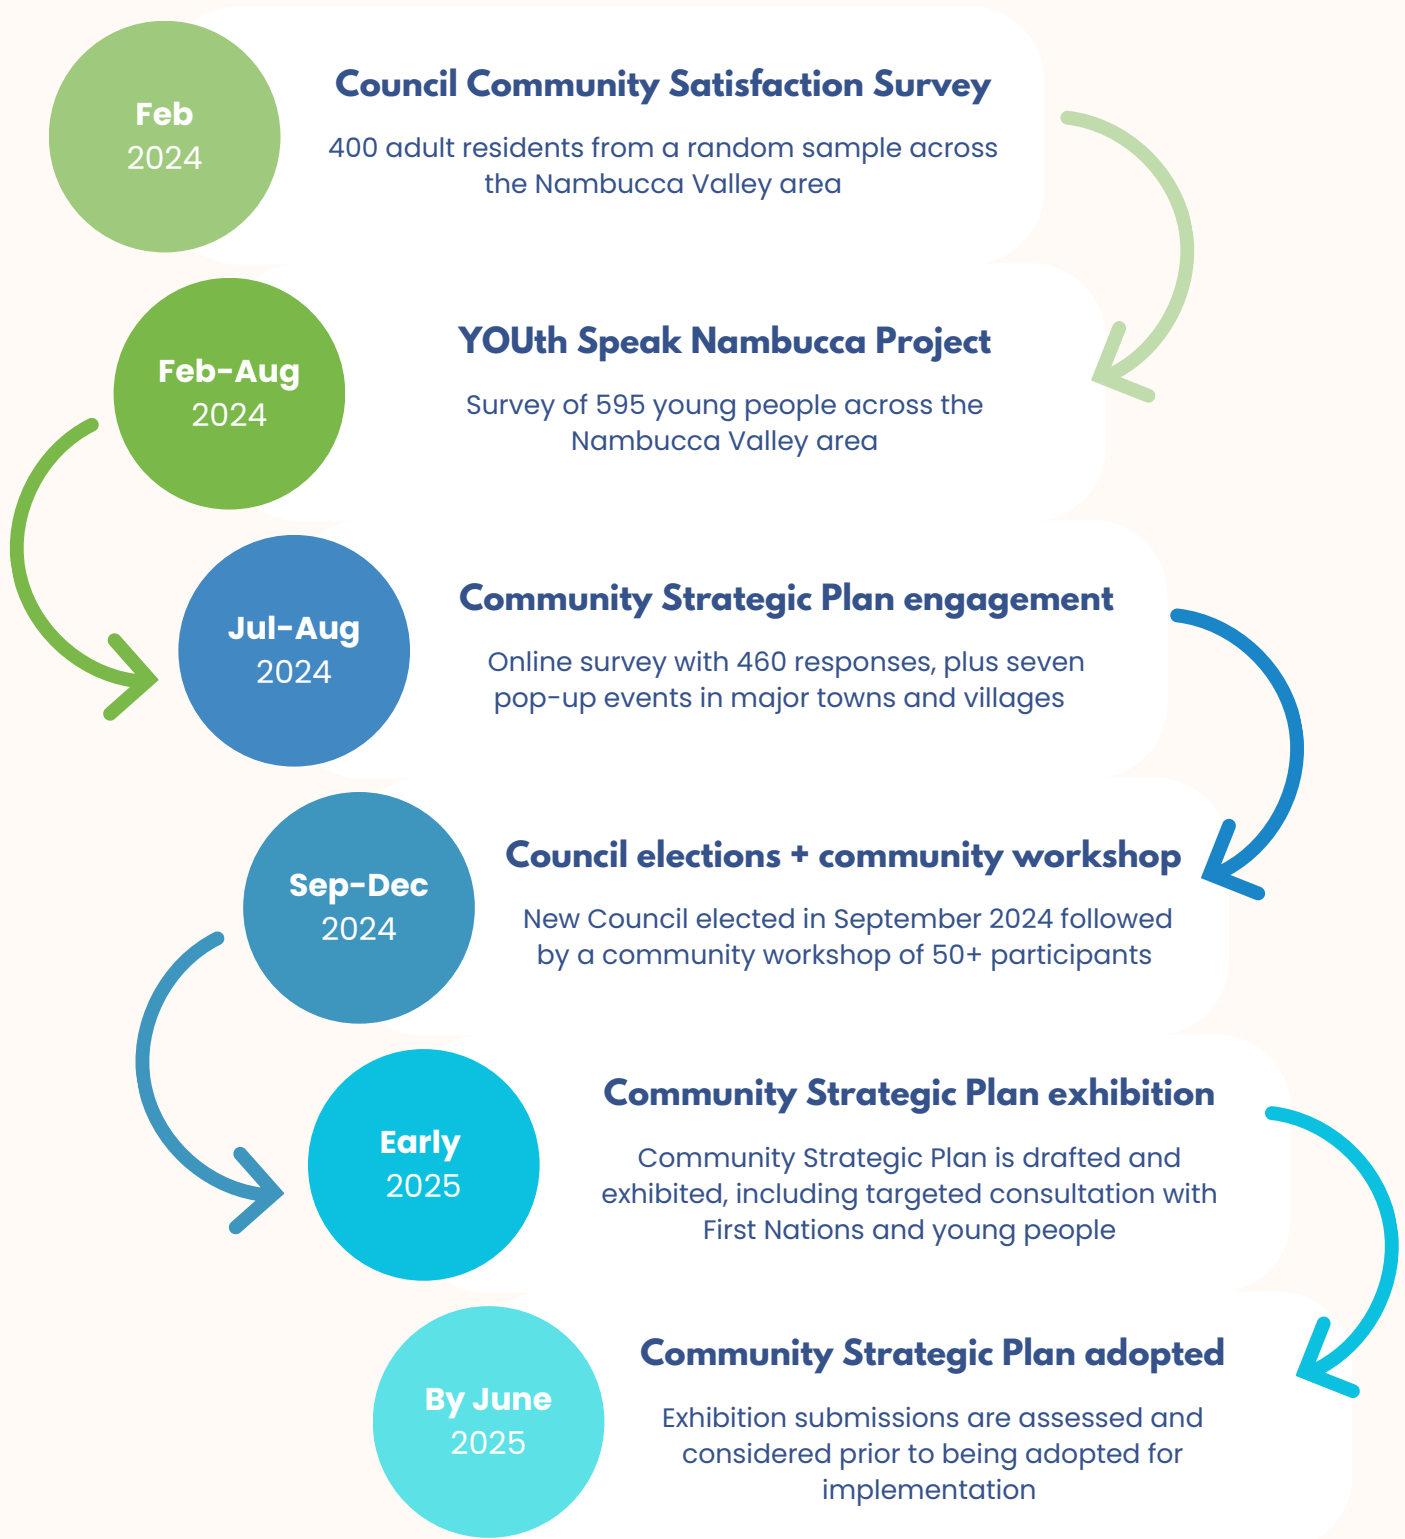 Feb
2024
Council Community Satisfaction Survey
400 adult residents from a random sample across
the Nambucca Valley area
Feb-Aug
2024
YOUth Speak Nambucca Project
Survey of 595 young people across the
Nambucca Valley area
Jul-Aug
2024
Community Strategic Plan engagement
Online survey with 460 responses, plus seven
pop-up events in major towns and villages
Sep-Dec
2024
Council elections + community workshop
New Council elected in September 2024 followed
by a community workshop of 50+ participants
Early
2025
Community Strategic Plan exhibition
Community Strategic Plan is drafted and
exhibited, including targeted consultation with
First Nations and young people
By June
2025
Community Strategic Plan adopted
Exhibition submissions are assessed and
considered prior to being adopted for
implementation